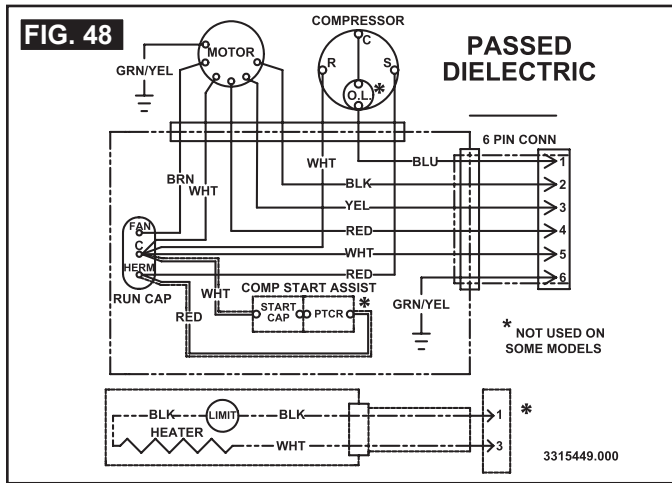 FIG. 48
COMPRESSOR
PASSED
DIELECTRIC
MOTOR
GRN/YEL
C
R
S
O.L.
*
6 PIN CONN
BRN
WHT
WHT
BLU
1
BLK
2
YEL
3
RED
4
WHT
5
RED
6
FAN
C
HERM
RUN CAP
WHT
RED
COMP START ASSIST
*
START
CAP
PTCR
GRN/YEL
* NOT USED ON
SOME MODELS
BLK
LIMIT
BLK
1
*
HEATER
WHT
3
3315449.000